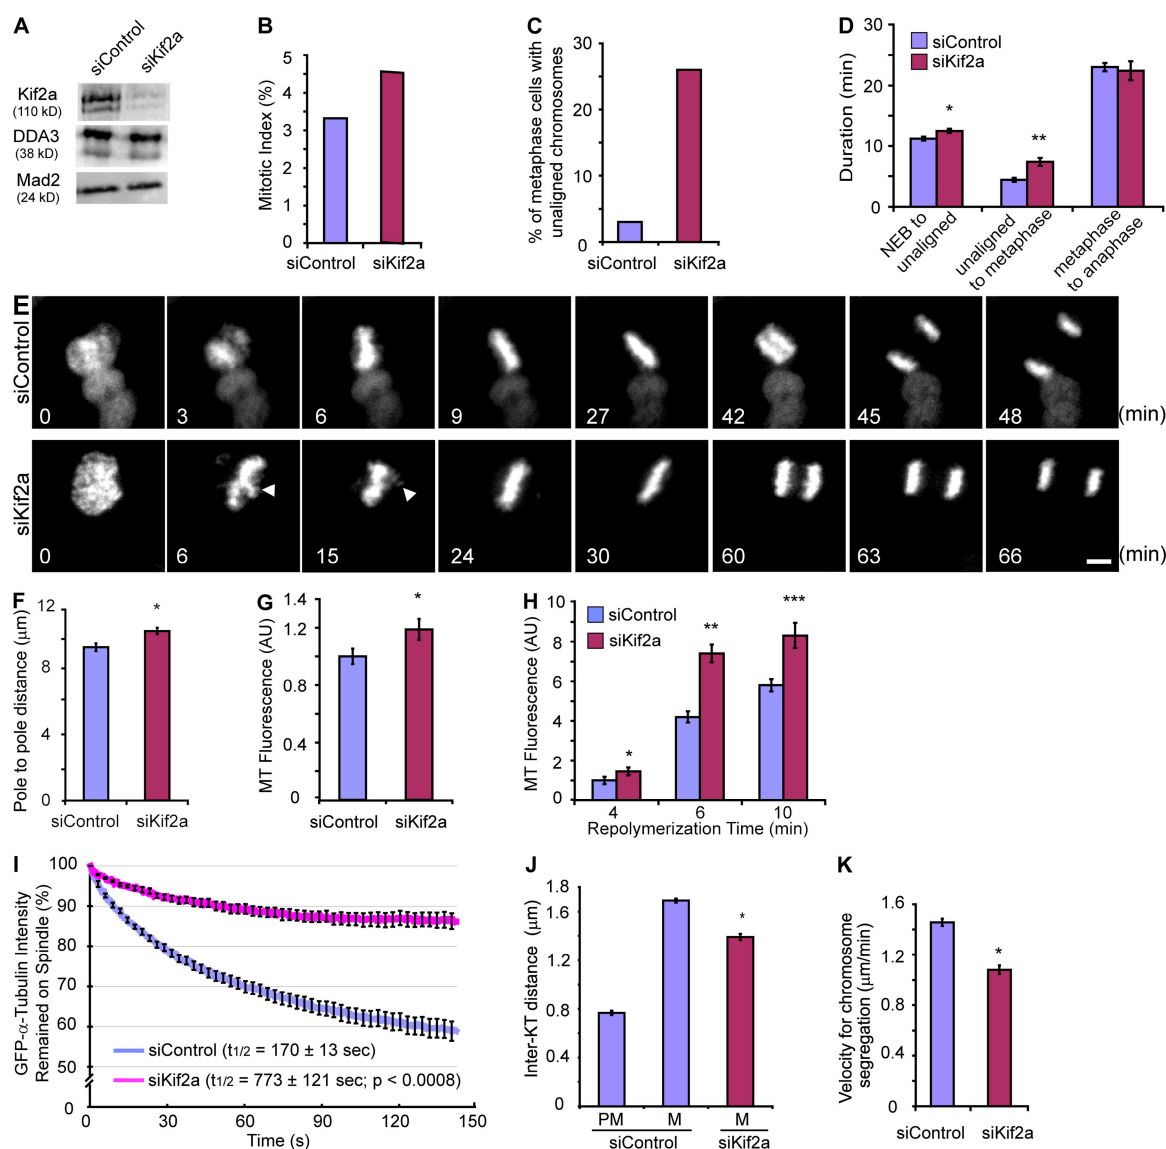 A
siControl
siKif2a
Kif2a
(110 kD)
DDA3
(38 kD)
Mad2
(24 kD)
B
Mitotic Index (%)
5
4
5
3
2
1
0
siControl siKif2a
C
% of metaphase cells with
unaligned chromosomes
30
20
10
0
siControl siKif2a
D
siControl
siKif2a
Duration (min)
30
20
10
0
*
**
NEB to
unaligned
unaligned
to metaphase
metaphase
to anaphase
E
siControl
0 3 6 9 27 42 45 48 (min)
siKif2a
0 6 15 24 30 60 63 66 (min)
F
Pole to pole distance (μm)
12
8
4
0
*
siControl siKif2a
G
MT Fluorescence (AU)
1.4
1.2
0.8
0.4
0
*
siControl siKif2a
H
siControl
siKif2a
MT Fluorescence (AU)
10
8
6
4
2
0
*
**
***
4 6 10
Repolymerization Time (min)
I
GFP-α-Tubulin Intensity
Remained on Spindle (%)
100
90
80
70
60
50
0
siControl (t1/2 = 170 ± 13 sec)
siKif2a (t1/2 = 773 ± 121 sec; p < 0.0008)
0 30 60 90 120 150
Time (s)
J
Inter-KT distance (μm)
1.8
1.6
1.2
0.8
0.4
0
*
PM M M
siControl siKif2a
K
Velocity for chromosome
segregation (μm/min)
1.6
1.2
0.8
0.4
0
*
siControl siKif2a